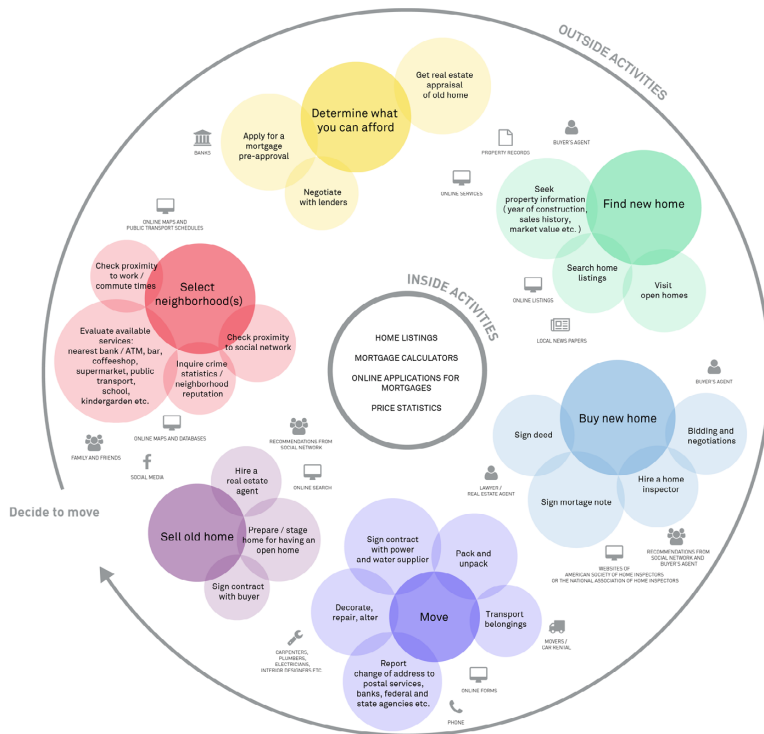 OUTSIDE ACTIVITIES
Get real estate
appraisal
of old home
Determine what
you can afford
Apply for a
mortgage
pre-approval
Negotiate
with lenders
BANKS
PROPERTY RECORDS
BUYER'S AGENT
ONLINE SERVICES
Seek
property information
( year of construction,
sales history,
market value etc. )
Find new home
Search home
listings
Visit
open homes
ONLINE LISTINGS
LOCAL NEWS PAPERS
ONLINE MAPS AND
PUBLIC TRANSPORT SCHEDULES
Check proximity
to work /
commute times
Select
neighborhood(s)
Evaluate available
services:
nearest bank / ATM, bar,
coffeeshop,
supermarket, public
transport,
school,
kindergarden etc.
Check proximity
to social network
Inquire crime
statistics /
neighborhood
reputation
ONLINE MAPS AND DATABASES
FAMILY AND FRIENDS
SOCIAL MEDIA
INSIDE ACTIVITIES
HOME LISTINGS
MORTGAGE CALCULATORS
ONLINE APPLICATIONS FOR
MORTGAGES
PRICE STATISTICS
BUYER'S AGENT
Buy new home
Sign deed
Bidding and
negotiations
Hire a home
inspector
Sign mortage note
LAWYER /
REAL ESTATE AGENT
WEBSITES OF
AMERICAN SOCIETY OF HOME INSPECTORS
OR THE NATIONAL ASSOCIATION OF HOME INSPECTORS
RECOMMENDATIONS FROM
SOCIAL NETWORK AND
BUYER'S AGENT
RECOMMENDATIONS FROM
SOCIAL NETWORK
ONLINE SEARCH
Decide to move
Hire a
real estate
agent
Sell old home
Prepare / stage
home for having an
open home
Sign contract
with buyer
Sign contract
with power
and water supplier
Pack and
unpack
Decorate,
repair, alter
Move
Transport
belongings
Report
change of address to
postal services,
banks, federal and
state agencies etc.
CARPENTERS,
PLUMBERS,
ELECTRICIANS,
INTERIOR DESIGNERS ETC.
MOVERS /
CAR RENTAL
ONLINE FORMS
PHONE